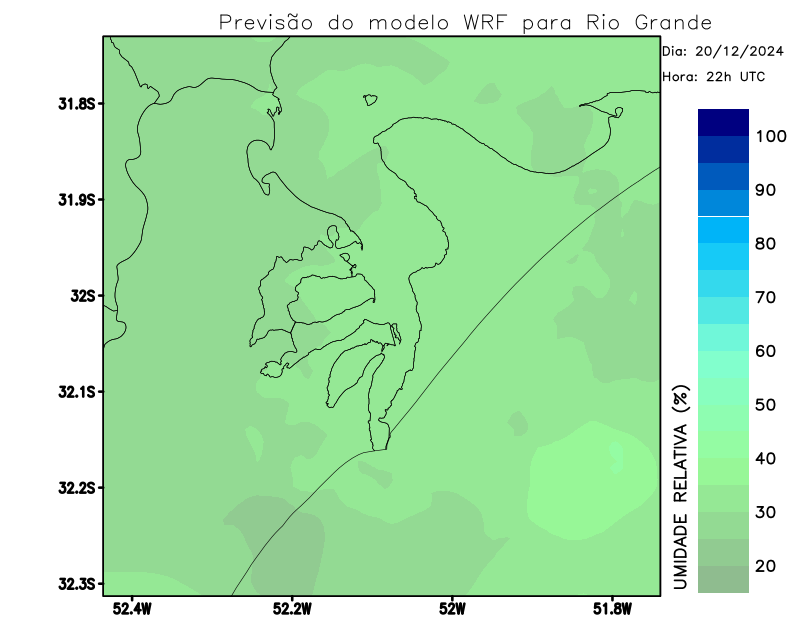 Previsão do modelo WRF para Rio Grande
Dia: 20/12/2024
Hora: 22h UTC
31.8S
31.9S
32S
32.1S
32.2S
32.3S
52.4W
52.2W
52W
51.8W
UMIDADE RELATIVA (%)
100
90
80
70
60
50
40
30
20